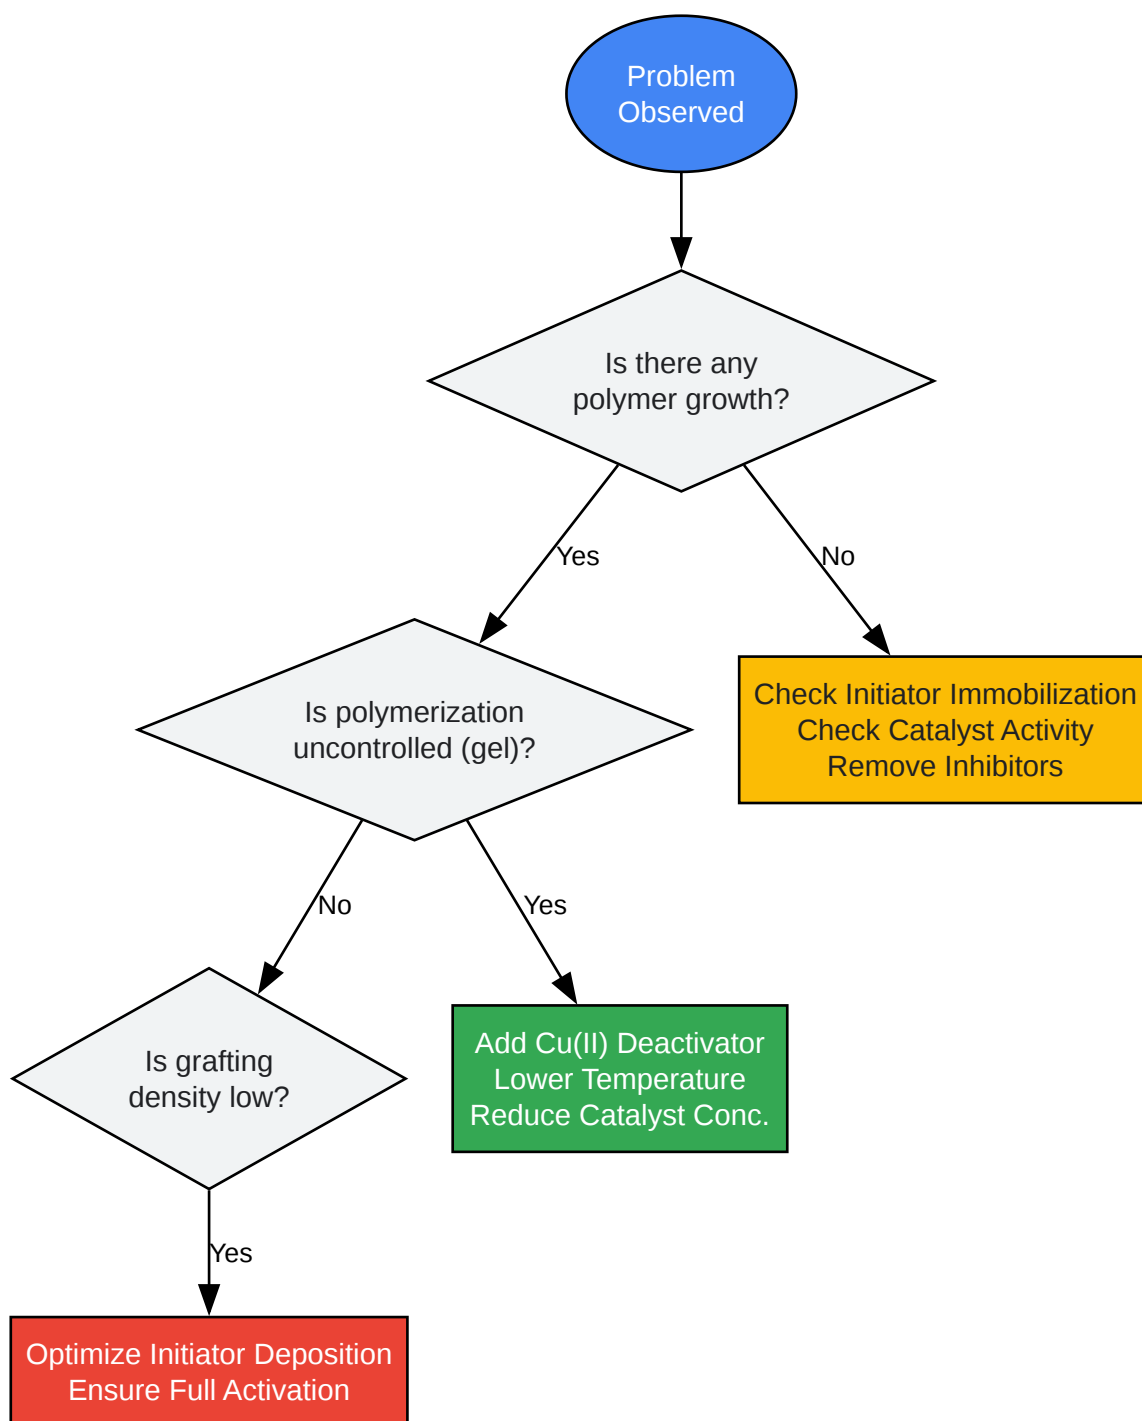 Problem
Observed
Is there any
polymer growth?
Yes
No
Is polymerization
uncontrolled (gel)?
Check Initiator Immobilization
Check Catalyst Activity
Remove Inhibitors
No
Yes
Is grafting
density low?
Add Cu(II) Deactivator
Lower Temperature
Reduce Catalyst Conc.
Yes
Optimize Initiator Deposition
Ensure Full Activation